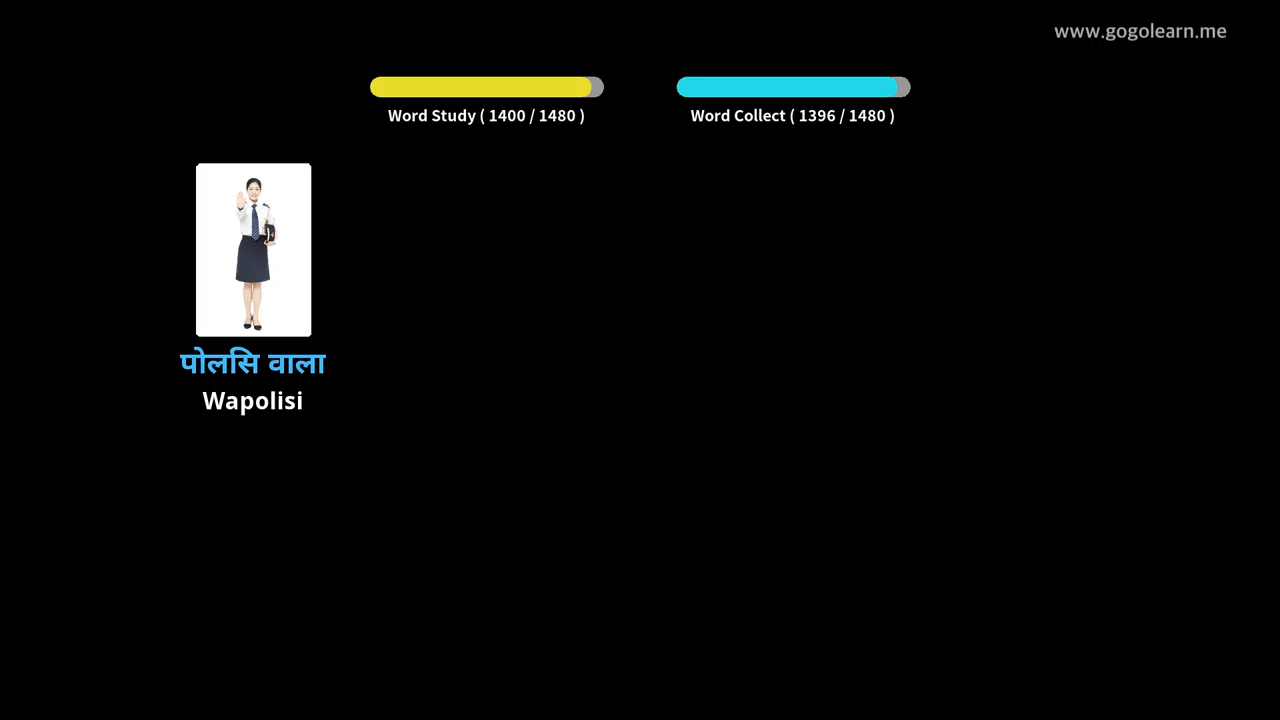 www.gogolearn.me
Word Study ( 1400 / 1480 )
Word Collect ( 1396 / 1480 )
पोलसि वाला
Wapolisi